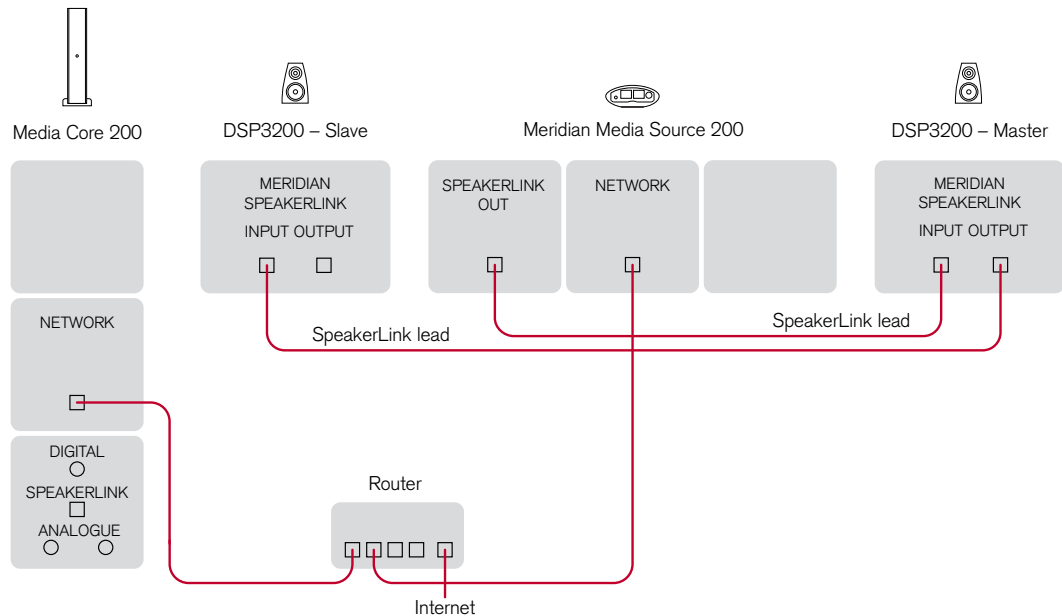 Media Core 200
DSP3200 – Slave
Meridian Media Source 200
DSP3200 – Master
MERIDIAN
SPEAKERLINK
INPUT OUTPUT
SPEAKERLINK
OUT
NETWORK
MERIDIAN
SPEAKERLINK
INPUT OUTPUT
NETWORK
SpeakerLink lead
SpeakerLink lead
DIGITAL
SPEAKERLINK
ANALOGUE
Router
Internet